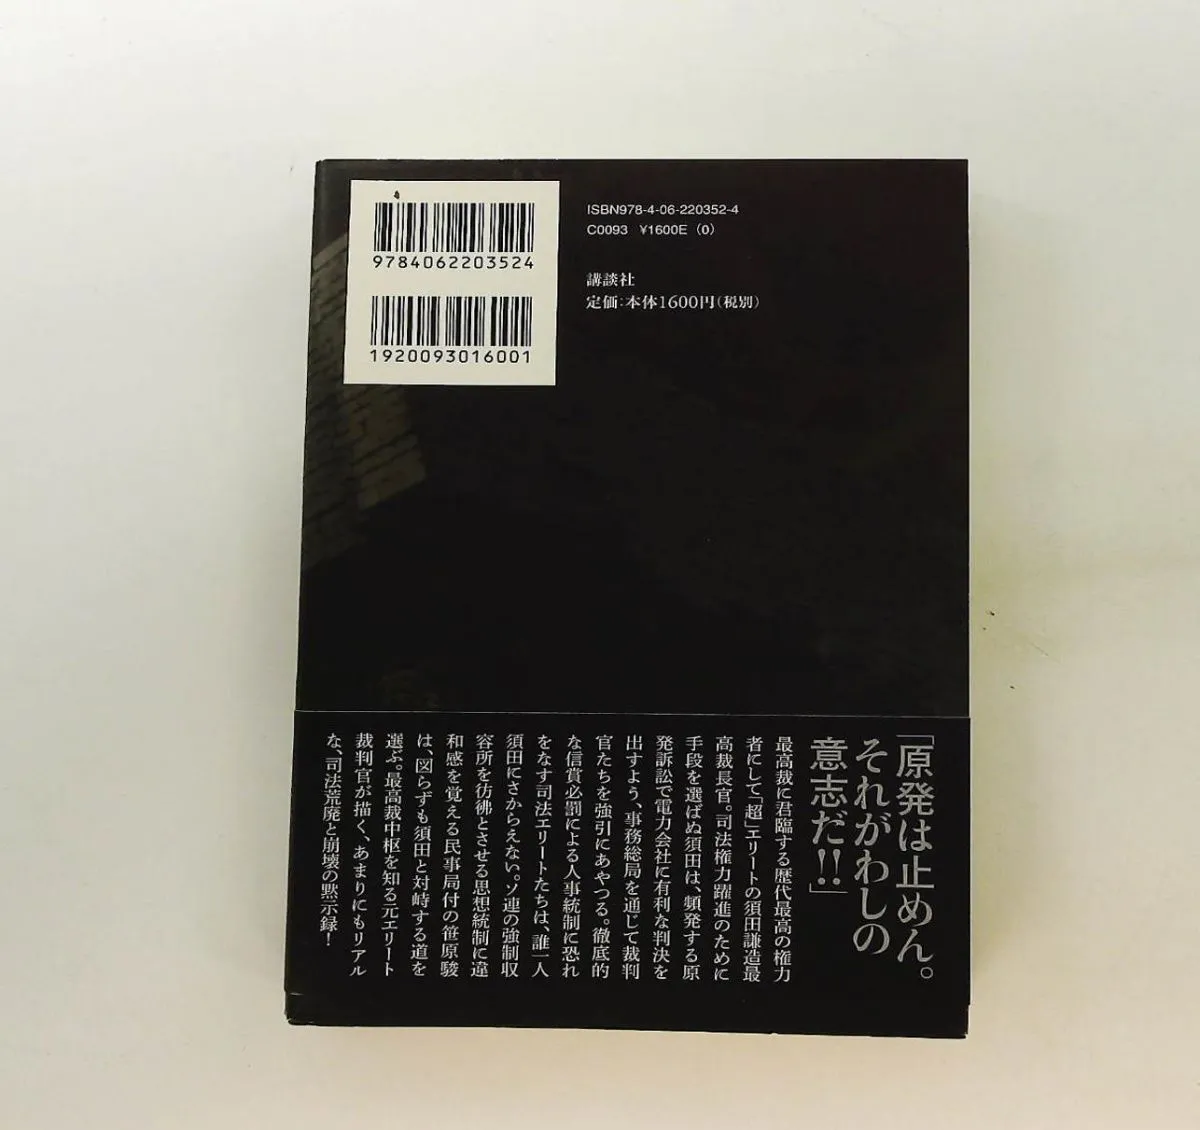 9784062203524
1920093016001
ISBN978-4-06-220352-4
C0093 ¥1600E (0)
講談社
定価:本体1600円(税別)
「原発は止めん。
それがわしの
意志だ!!」
最高裁に君臨する歴代最高の権力
者にして「超」エリートの須田謙造最
高裁長官。司法権力躍進のために
手段を選ばぬ須田は、頻発する原
発訴訟で電力会社に有利な判決を
出すよう、事務総局を通じて裁判
官たちを強引にあやつる。徹底的
な信賞必罰による人事統制に恐れ
をなす司法エリートたちは、誰一人
須田にさからえない。ソ連の強制収
容所を彷彿とさせる思想統制に違
和感を覚える民事局付の笹原駿
は、図らずも須田と対峙する道を
選ぶ。最高裁中枢を知る元エリート
裁判官が描く、あまりにもリアル
な、司法荒廃と崩壊の黙示録!